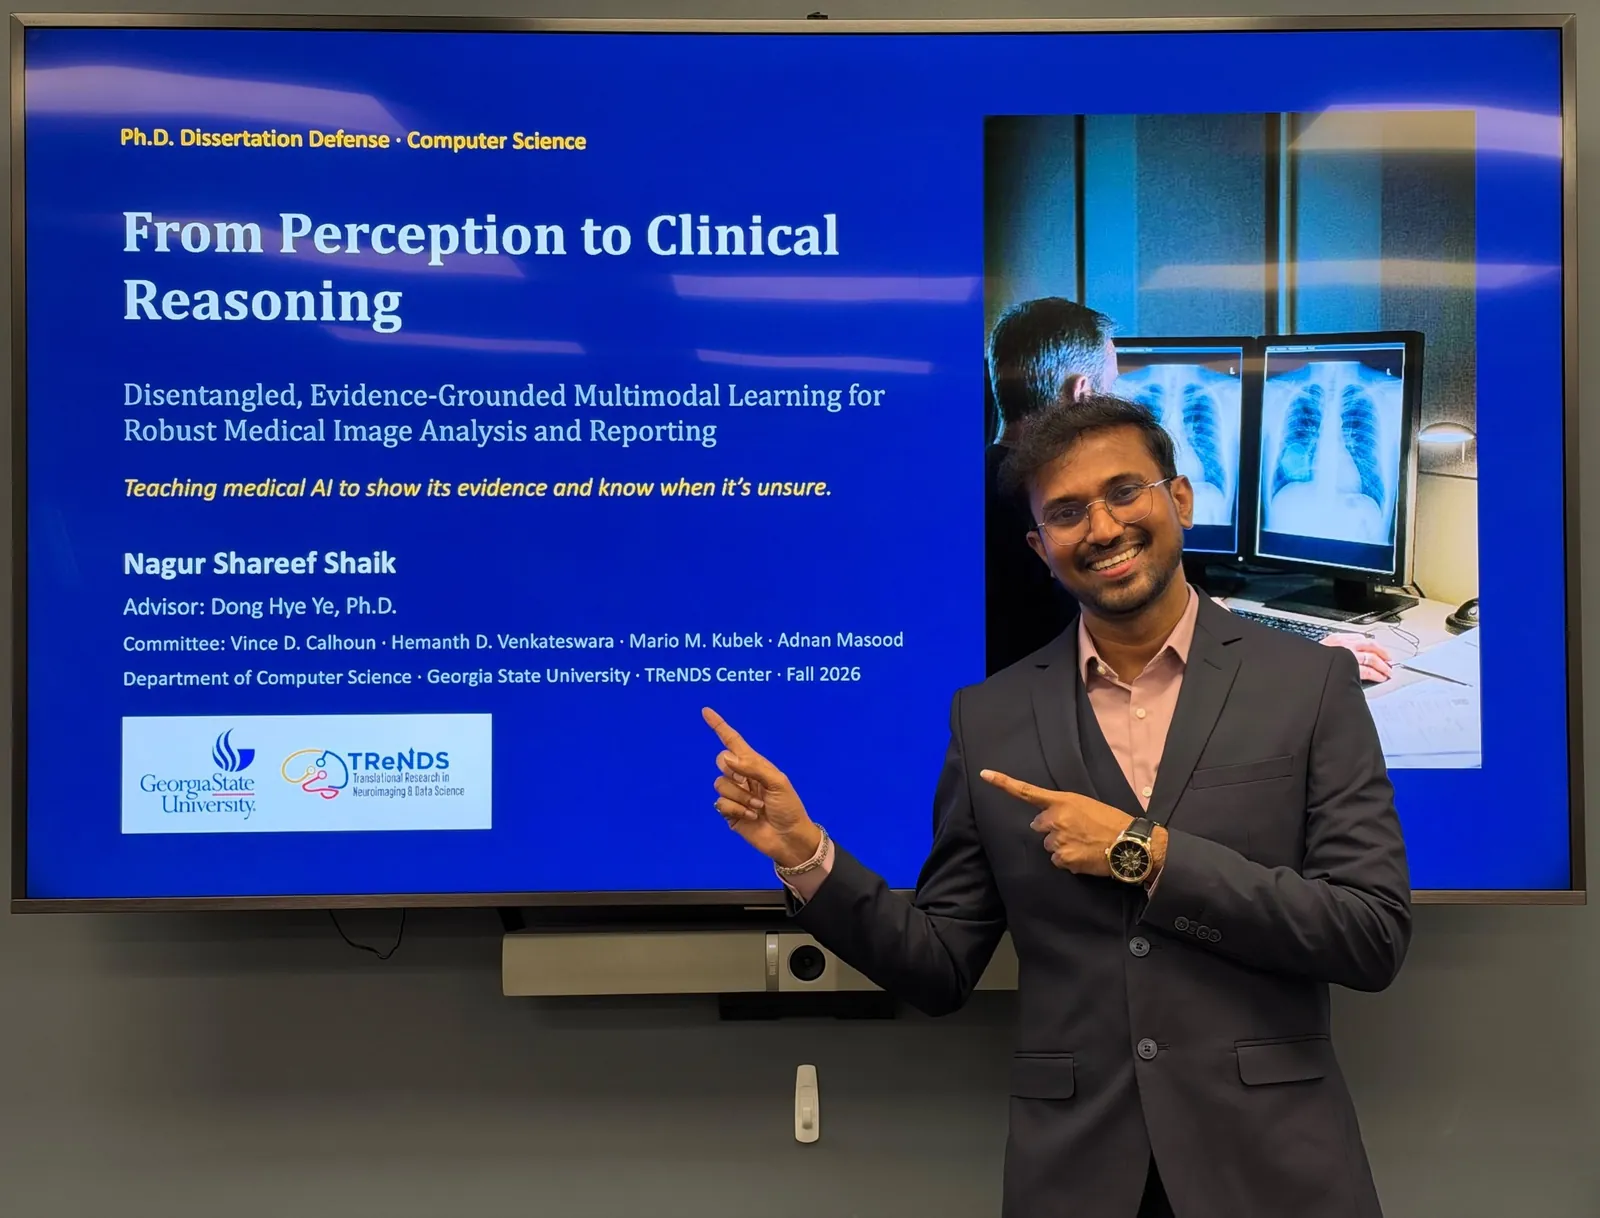 Ph.D. Dissertation Defense · Computer Science
From Perception to Clinical
Reasoning
Disentangled, Evidence-Grounded Multimodal Learning for
Robust Medical Image Analysis and Reporting
Teaching medical AI to show its evidence and know when it's unsure.
Nagur Shareef Shaik
Advisor: Dong Hye Ye, Ph.D.
Committee: Vince D. Calhoun · Hemanth D. Venkateswara · Mario M. Kubek · Adnan Masood
Department of Computer Science · Georgia State University · TReNDS Center · Fall 2026
GeorgiaState
University
TReNDS
Translational Research in
Neuroimaging & Data Science
L
L